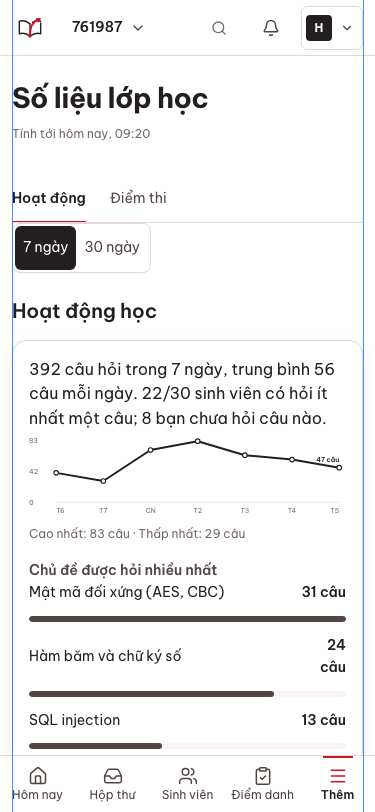 761987
H
Số liệu lớp học
Tính tới hôm nay, 09:20
Hoạt động
Điểm thi
7 ngày
30 ngày
Hoạt động học
392 câu hỏi trong 7 ngày, trung bình 56
câu mỗi ngày. 22/30 sinh viên có hỏi ít
nhất một câu; 8 bạn chưa hỏi câu nào.
83
47 câu
42
0
T6 T7 CN T2 T3 T4 T5
Cao nhất: 83 câu · Thấp nhất: 29 câu
Chủ đề được hỏi nhiều nhất
Mật mã đối xứng (AES, CBC) 31 câu
Hàm băm và chữ ký số 24
câu
SQL injection 13 câu
Hôm nay Hộp thư Sinh viên Điểm danh Thêm